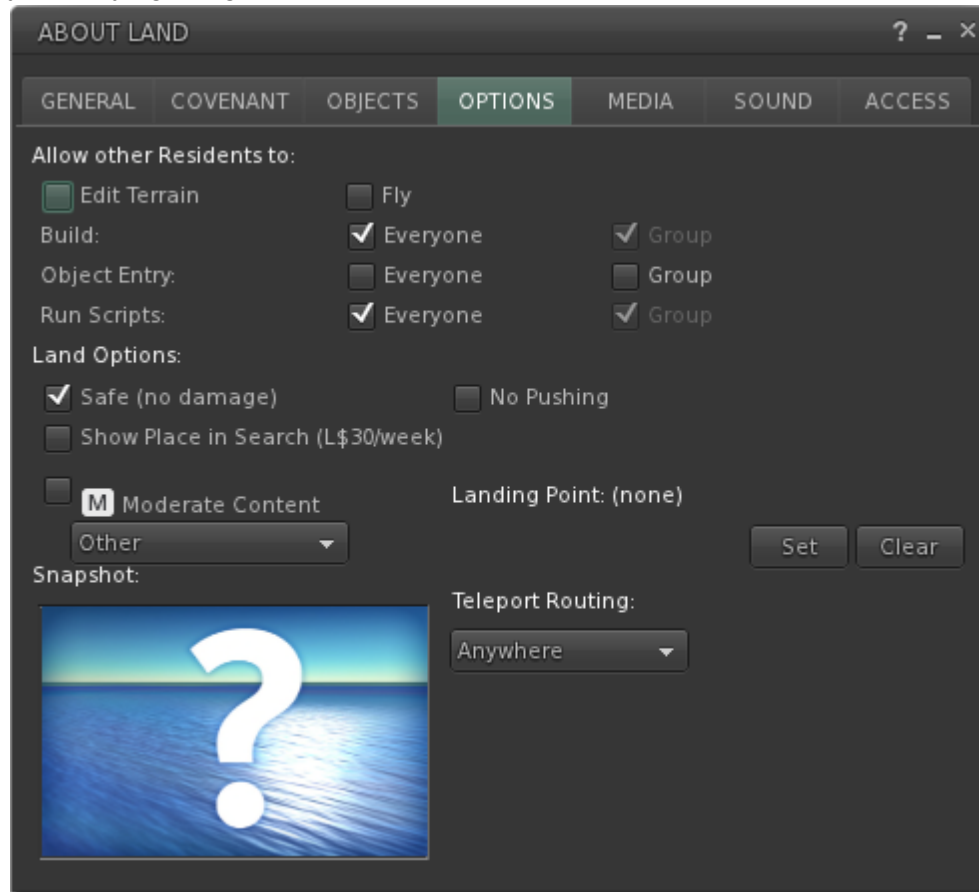 ABOUT LAND ? _ ×
GENERAL COVENANT OBJECTS OPTIONS MEDIA SOUND ACCESS
Allow other Residents to:
Edit Terrain Fly
Build: Everyone Group
Object Entry: Everyone Group
Run Scripts: Everyone Group
Land Options:
Safe (no damage) No Pushing
Show Place in Search (L$30/week)
M Moderate Content Landing Point: (none)
Other Set Clear
Snapshot:
Teleport Routing:
Anywhere
?